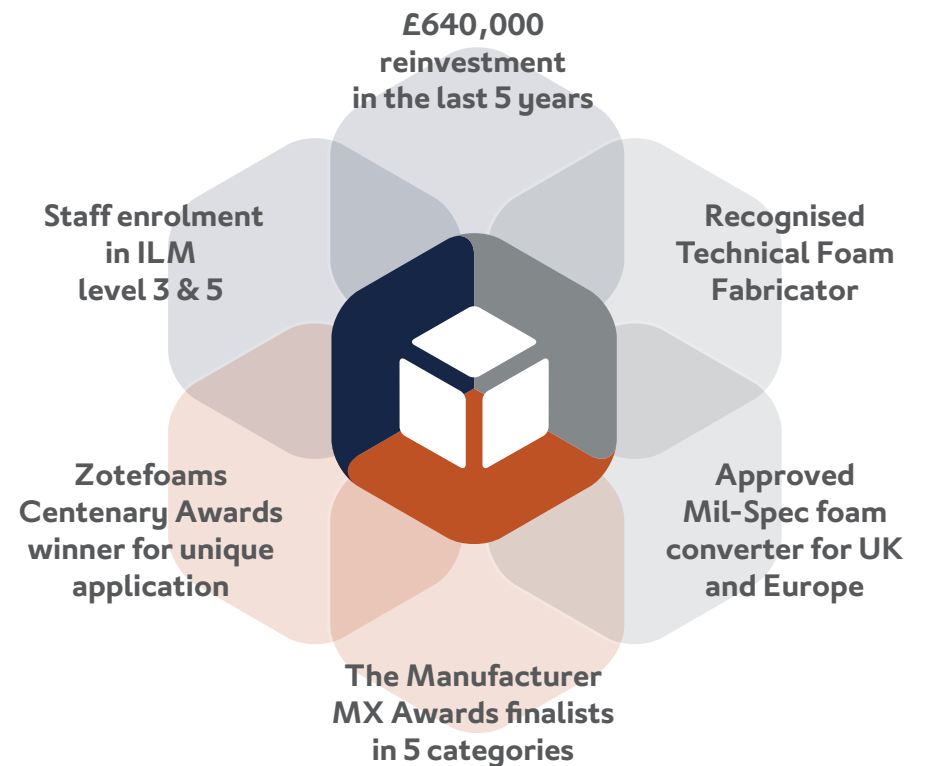 £640,000
reinvestment
in the last 5 years
Staff enrolment
in ILM
level 3 & 5
Recognised
Technical Foam
Fabricator
Zotefoams
Centenary Awards
winner for unique
application
Approved
Mil-Spec foam
converter for UK
and Europe
The Manufacturer
MX Awards finalists
in 5 categories